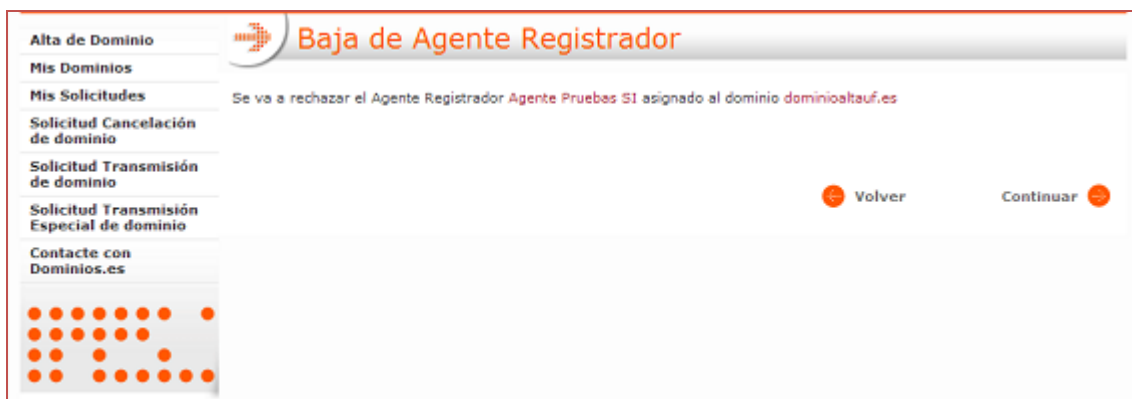 Baja de Agente Registrador
Alta de Dominio
Mis Dominios
Mis Solicitudes
Solicitud Cancelación
de dominio
Solicitud Transmisión
de dominio
Solicitud Transmisión
Especial de dominio
Contacte con
Dominios.es
Se va a rechazar el Agente Registrador Agente Pruebas SI asignado al dominio dominioaltauf.es
Volver
Continuar